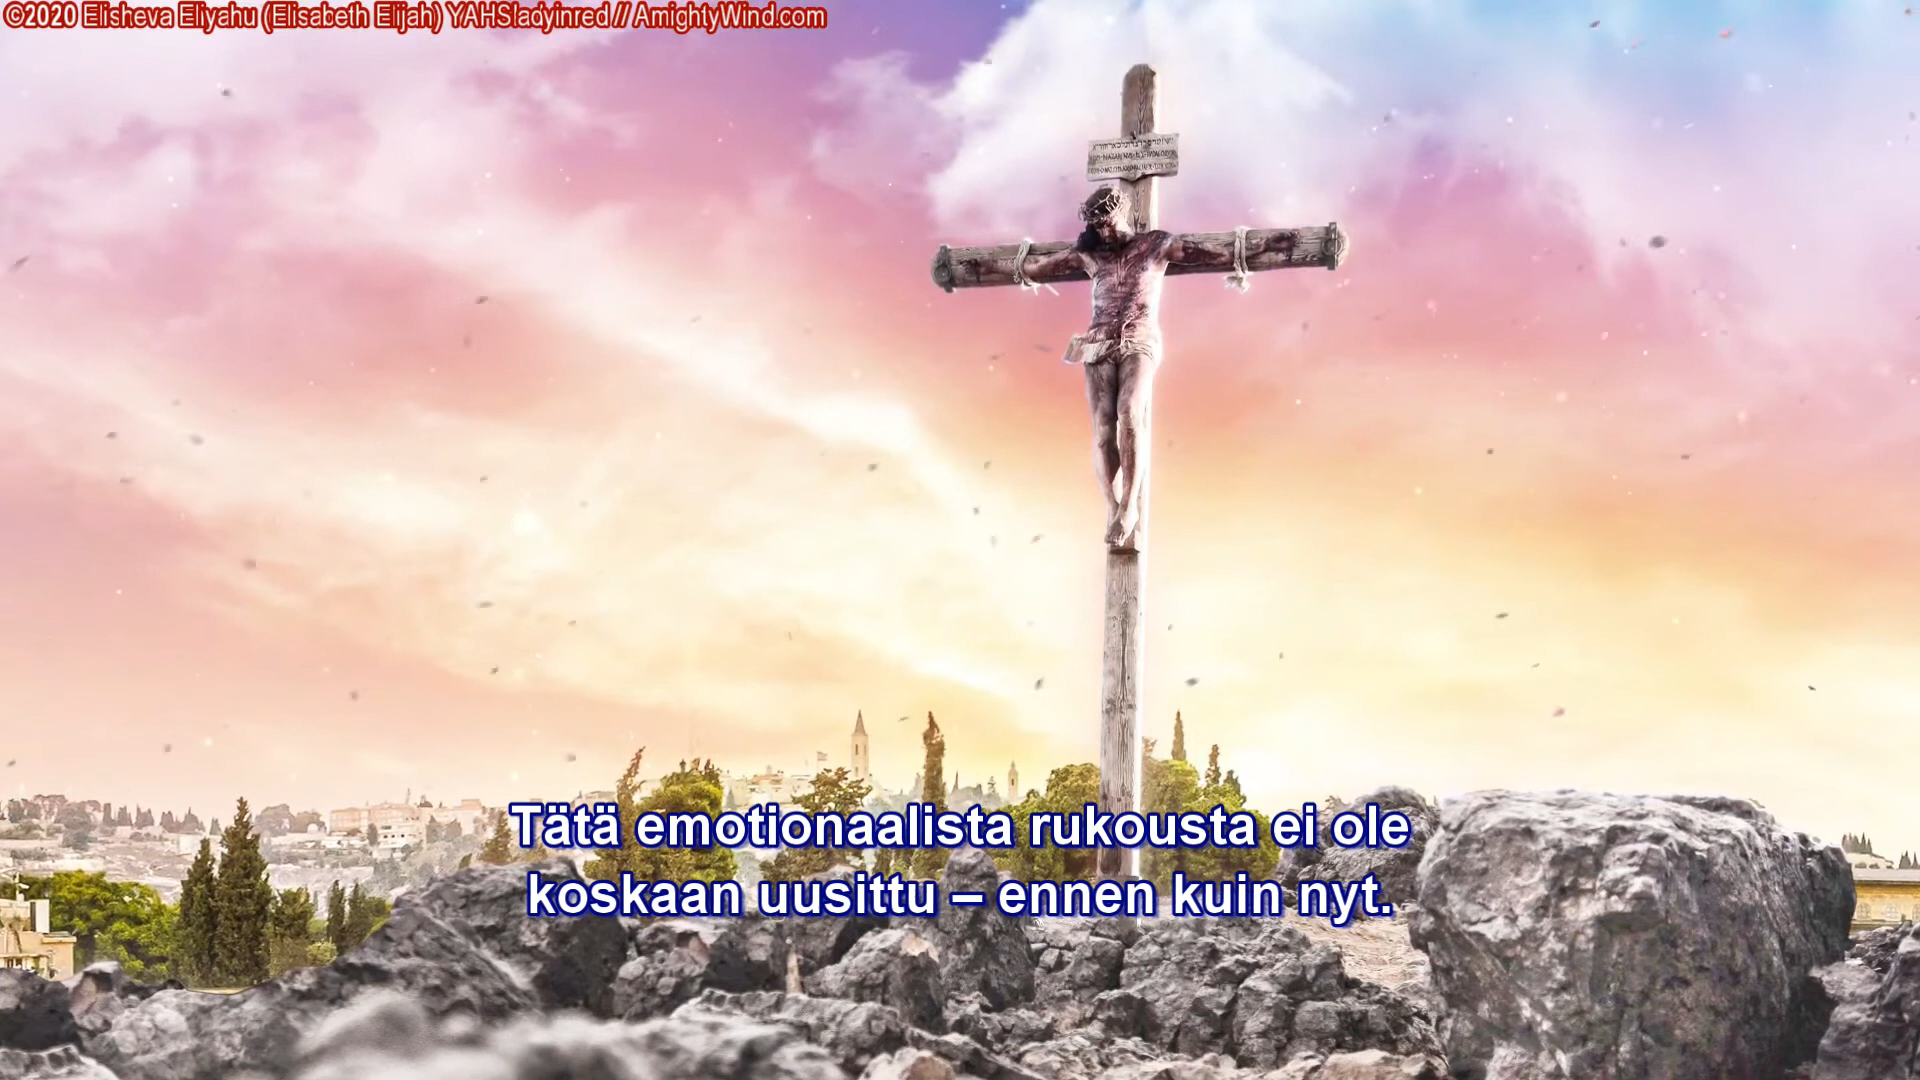 ©2020 Elisheva Eliyahu (Elisabeth Elijah) YAHSladyinred // AmightyWind.com
Tätä emotionaalista rukousta ei ole
koskaan uusittu – ennen kuin nyt.